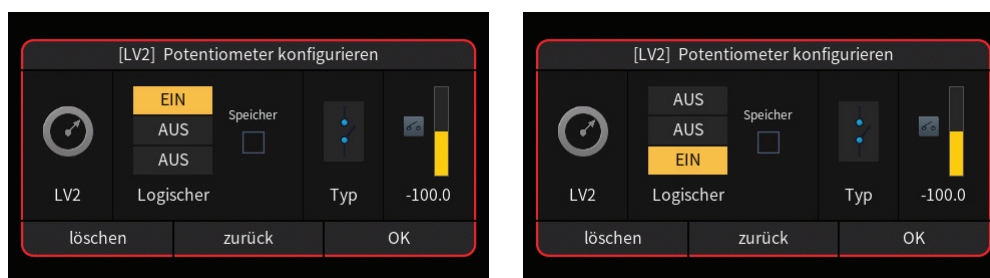 [LV2] Potentiometer konfigurieren
EIN
AUS
AUS
Speicher
LV2
Logischer
Typ
-100.0
löschen
zurück
OK
[LV2] Potentiometer konfigurieren
AUS
AUS
EIN
Speicher
LV2
Logischer
Typ
-100.0
löschen
zurück
OK